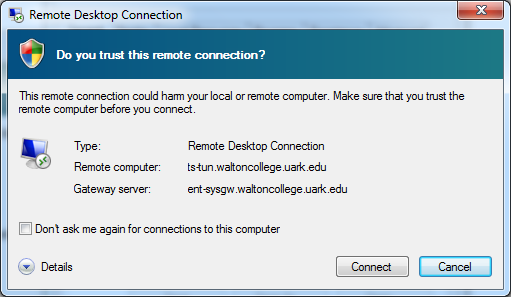 Remote Desktop Connection
Do you trust this remote connection?
This remote connection could harm your local or remote computer. Make sure that you trust the
remote computer before you connect.
Type: Remote Desktop Connection
Remote computer: ts-tun.waltoncollege.uark.edu
Gateway server: ent-sysgw.waltoncollege.uark.edu
Don't ask me again for connections to this computer
Details Connect Cancel